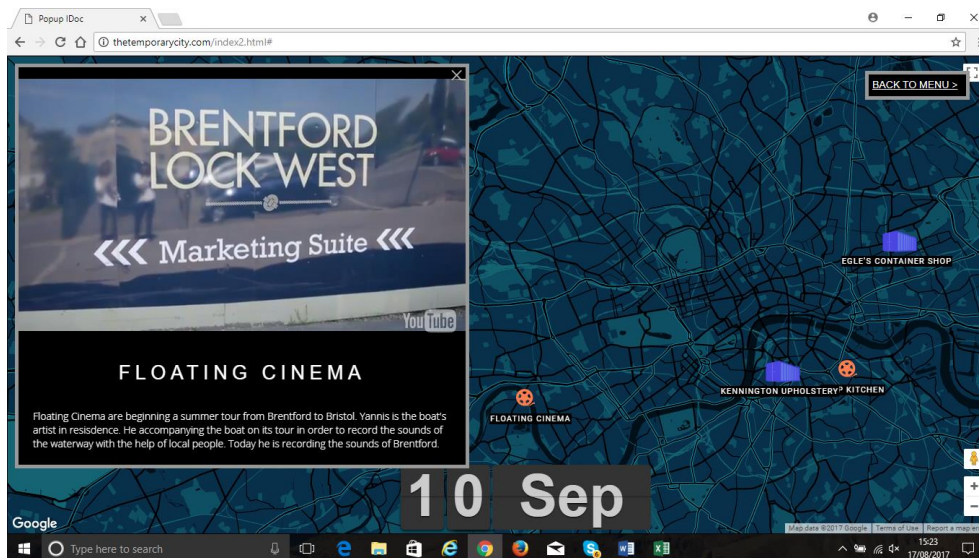 Popup IDoc
thetemporarycity.com/index2.html#
BACK TO MENU >
BRENTFORD
LOCK WEST
Marketing Suite
YouTube
FLOATING CINEMA
Floating Cinema are beginning a summer tour from Brentford to Bristol. Yannis is the boat's
artist in resisdence. He accompanying the boat on its tour in order to record the sounds of
the waterway with the help of local people. Today he is recording the sounds of Brentford.
EGLE'S CONTAINER SHOP
KENNINGTON UPHOLSTERY
P KITCHEN
FLOATING CINEMA
10 Sep
Google
Map data ©2017 Google
Terms of Use
Report a map er
Type here to search
15:23
17/08/2017